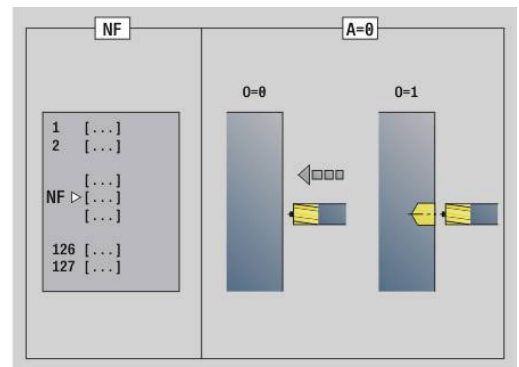 NF
A=0
O=0
O=1
1 [...]
2 [...]
[...]
NF [...]
[...]
126 [...]
127 [...]